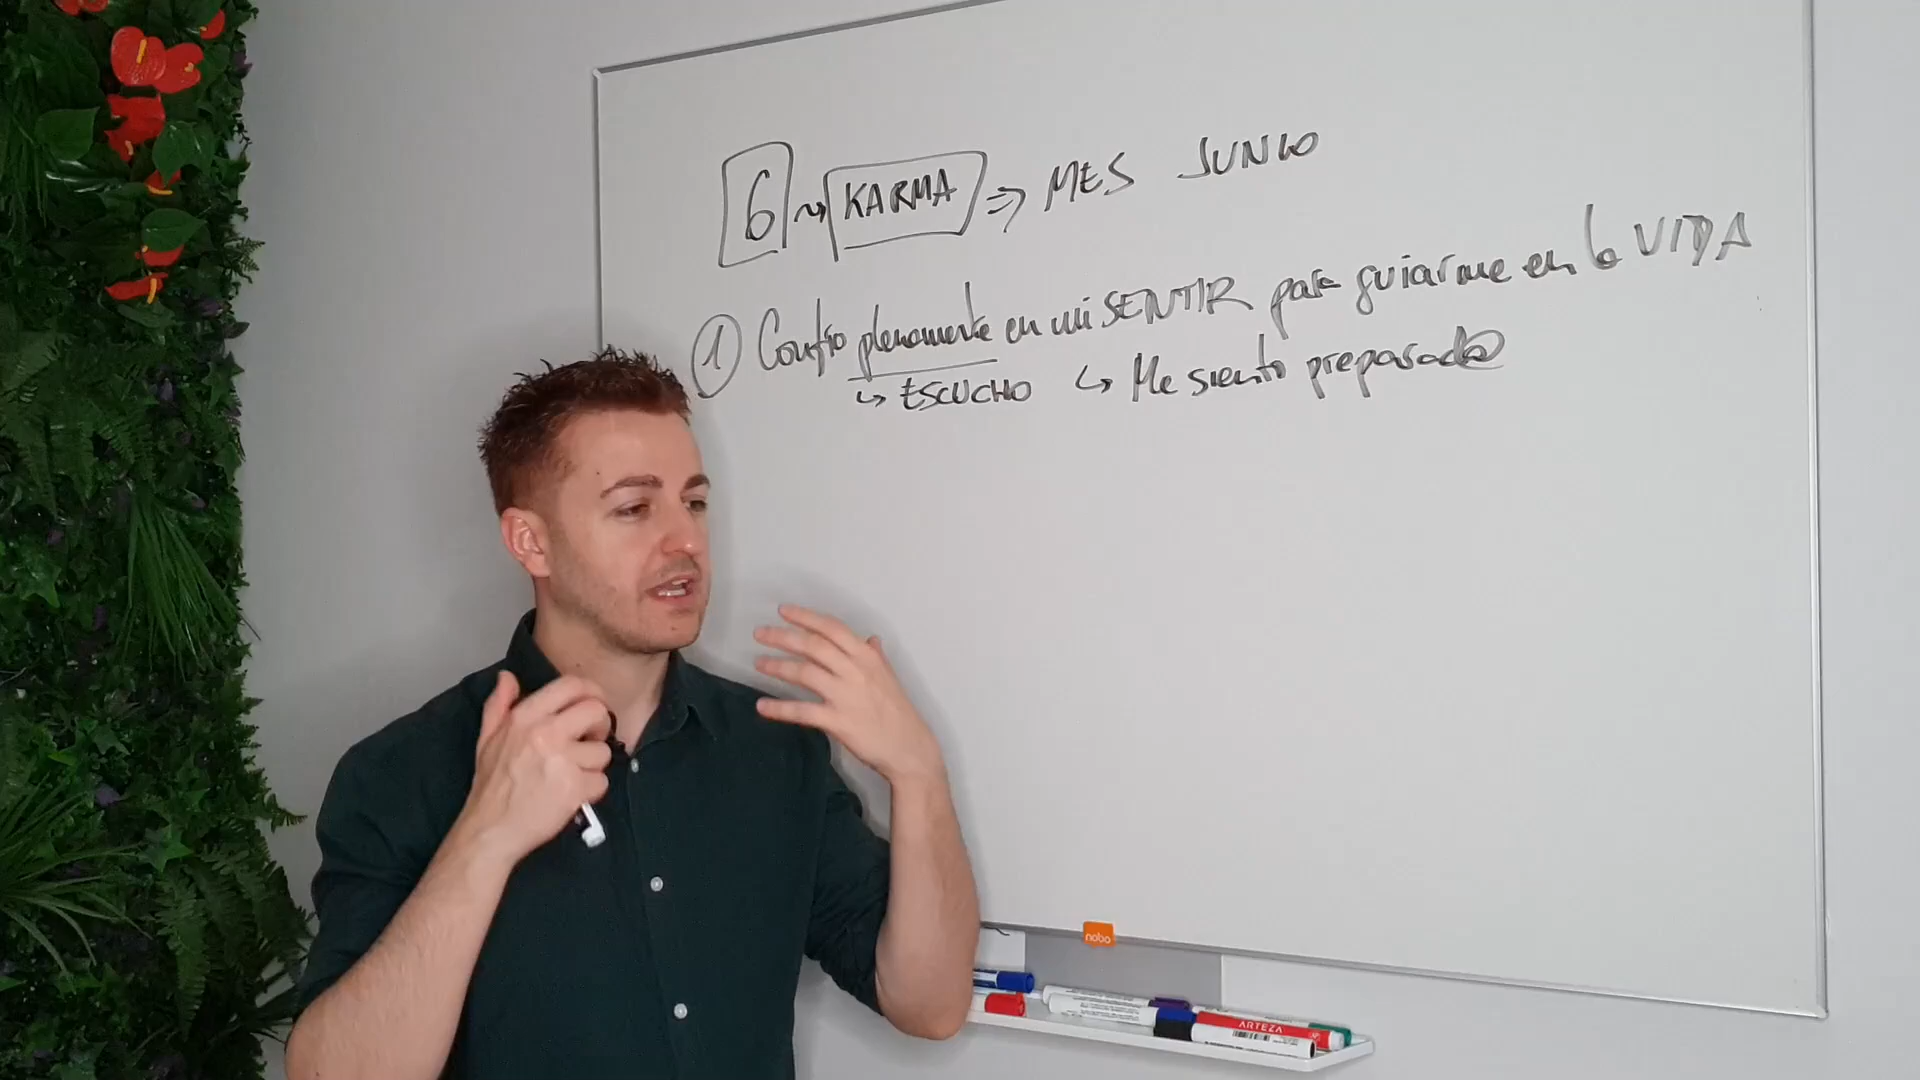 6 → KARMA ⇒ MES JUNIO
① Confío plenamente en mi SENTIR para guiarme en la VIDA
↳ ESCUCHO ↳ Me siento preparad@
nobo
ARTEZA